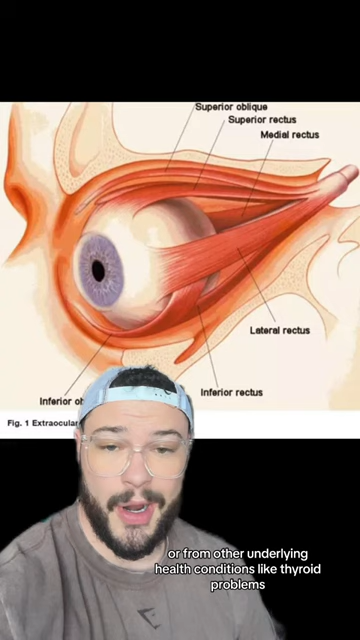 Superior oblique
Superior rectus
Medial rectus
Lateral rectus
Inferior rectus
Inferior
Fig. 1
or from other underlying
health conditions like thyroid
problems